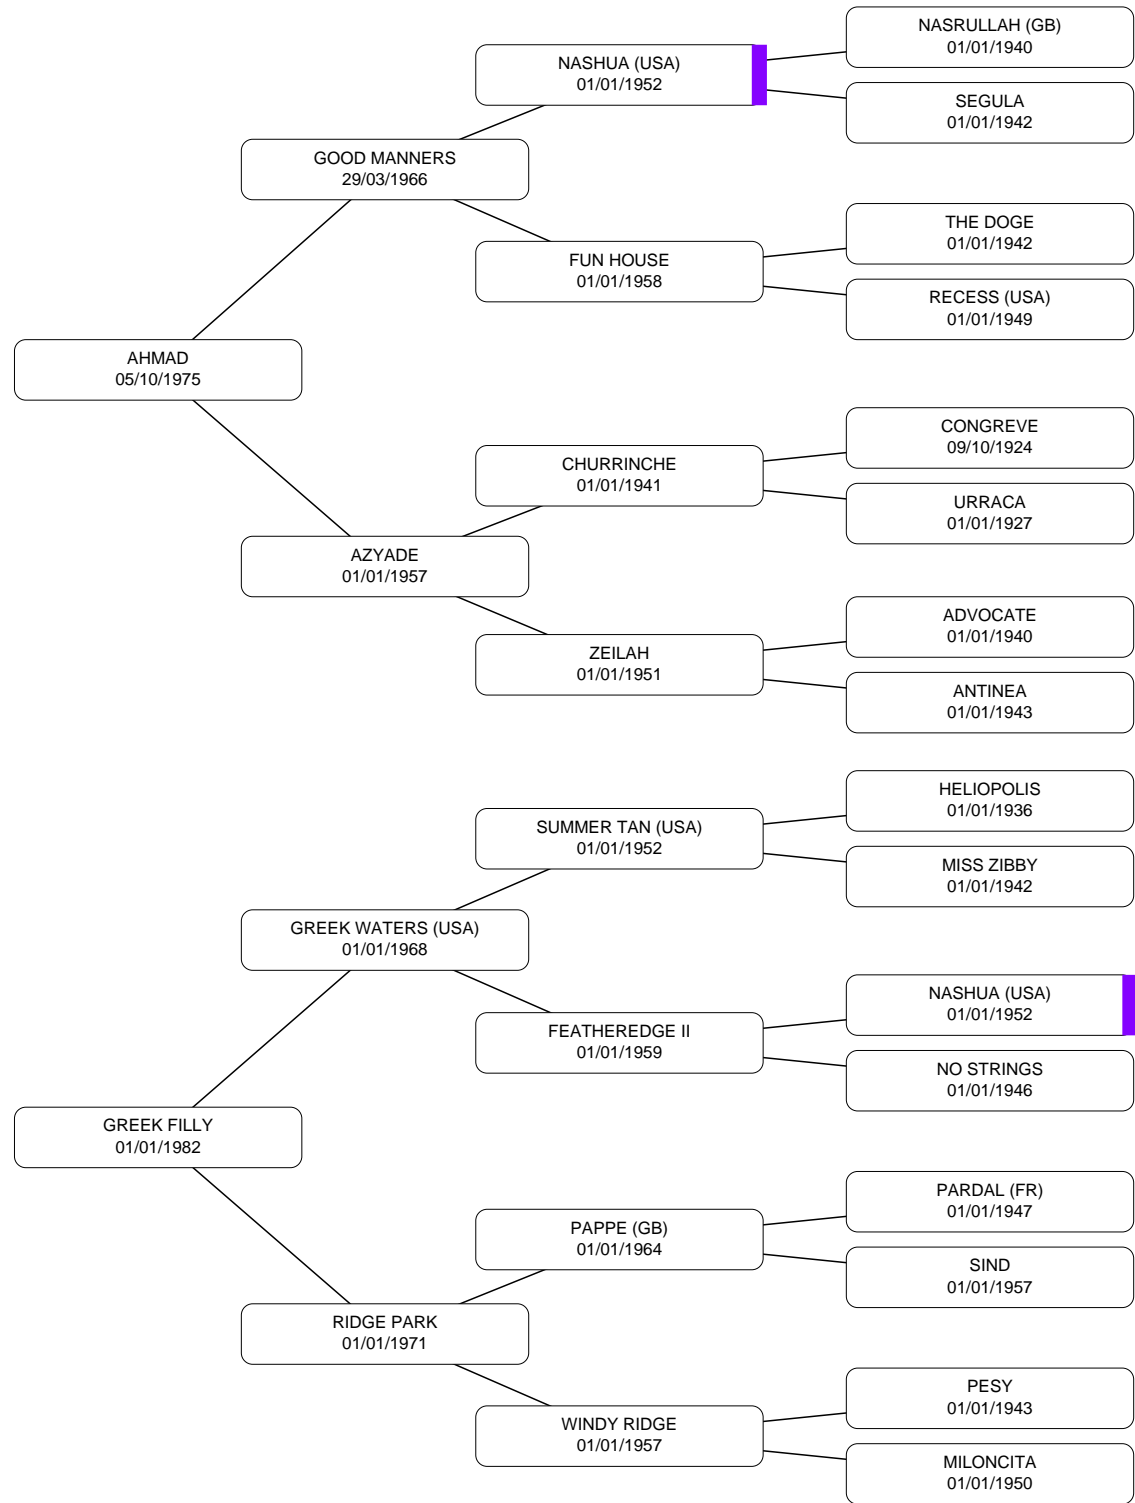 NASRULLAH (GB)
01/01/1940
NASHUA (USA)
01/01/1952
SEGULA
01/01/1942
GOOD MANNERS
29/03/1966
THE DOGE
01/01/1942
FUN HOUSE
01/01/1958
RECESS (USA)
01/01/1949
AHMAD
05/10/1975
CONGREVE
09/10/1924
CHURRINCHE
01/01/1941
URRACA
01/01/1927
AZYADE
01/01/1957
ADVOCATE
01/01/1940
ZEILAH
01/01/1951
ANTINEA
01/01/1943
HELIOPOLIS
01/01/1936
SUMMER TAN (USA)
01/01/1952
MISS ZIBBY
01/01/1942
GREEK WATERS (USA)
01/01/1968
NASHUA (USA)
01/01/1952
FEATHEREDGE II
01/01/1959
NO STRINGS
01/01/1946
GREEK FILLY
01/01/1982
PARDAL (FR)
01/01/1947
PAPPE (GB)
01/01/1964
SIND
01/01/1957
RIDGE PARK
01/01/1971
PESY
01/01/1943
WINDY RIDGE
01/01/1957
MILONCITA
01/01/1950